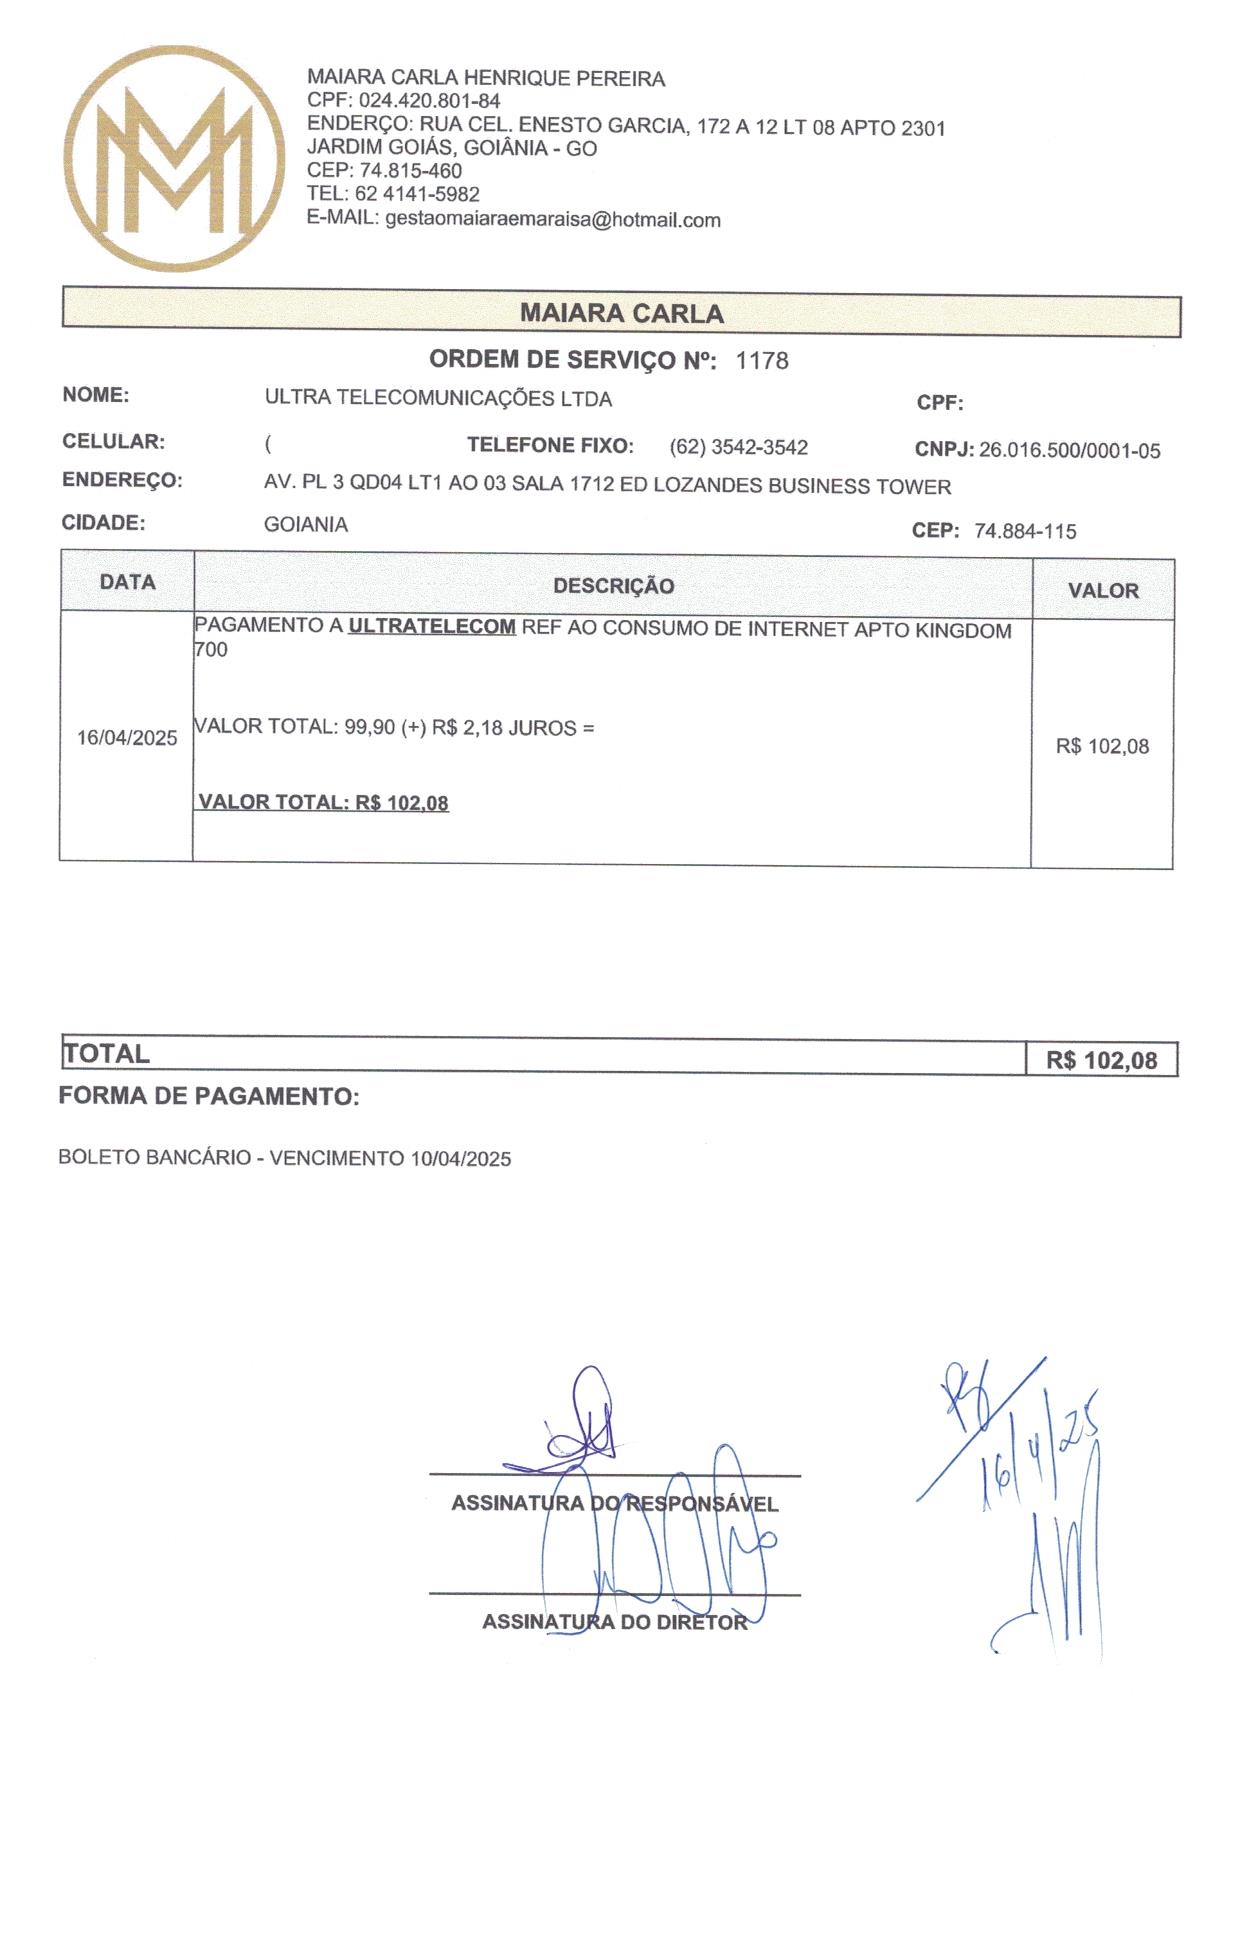 MAIARA CARLA HENRIQUE PEREIRA
CPF: 024.420.801-84
ENDERÇO: RUA CEL. ENESTO GARCIA, 172 A 12 LT 08 APTO 2301
JARDIM GOIÁS, GOIÂNIA - GO
CEP: 74.815-460
TEL: 62 4141-5982
E-MAIL: gestaomaiaraemaraisa@hotmail.com
MAIARA CARLA
ORDEM DE SERVIÇO Nº: 1178
NOME: ULTRA TELECOMUNICAÇÕES LTDA CPF:
CELULAR: ( TELEFONE FIXO: (62) 3542-3542 CNPJ: 26.016.500/0001-05
ENDEREÇO: AV. PL 3 QD04 LT1 AO 03 SALA 1712 ED LOZANDES BUSINESS TOWER
CIDADE: GOIANIA CEP: 74.884-115
DATA DESCRIÇÃO VALOR
PAGAMENTO A ULTRATELECOM REF AO CONSUMO DE INTERNET APTO KINGDOM
700
VALOR TOTAL: 99,90 (+) R$ 2,18 JUROS =
16/04/2025 R$ 102,08
VALOR TOTAL: R$ 102,08
TOTAL R$ 102,08
FORMA DE PAGAMENTO:
BOLETO BANCÁRIO - VENCIMENTO 10/04/2025
16/4/25
ASSINATURA DO RESPONSÁVEL
ASSINATURA DO DIRETOR